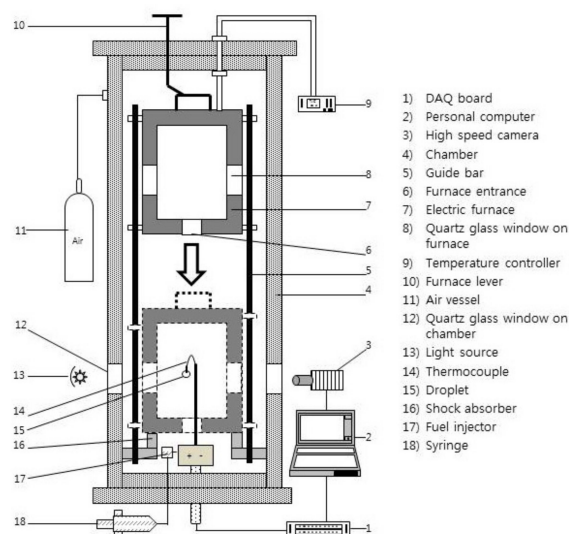 10
9
8
7
6
5
4
3
2
1
11
Air
12
13
14
15
16
17
18
+ -
1) DAQ board
2) Personal computer
3) High speed camera
4) Chamber
5) Guide bar
6) Furnace entrance
7) Electric furnace
8) Quartz glass window on
furnace
9) Temperature controller
10) Furnace lever
11) Air vessel
12) Quartz glass window on
chamber
13) Light source
14) Thermocouple
15) Droplet
16) Shock absorber
17) Fuel injector
18) Syringe